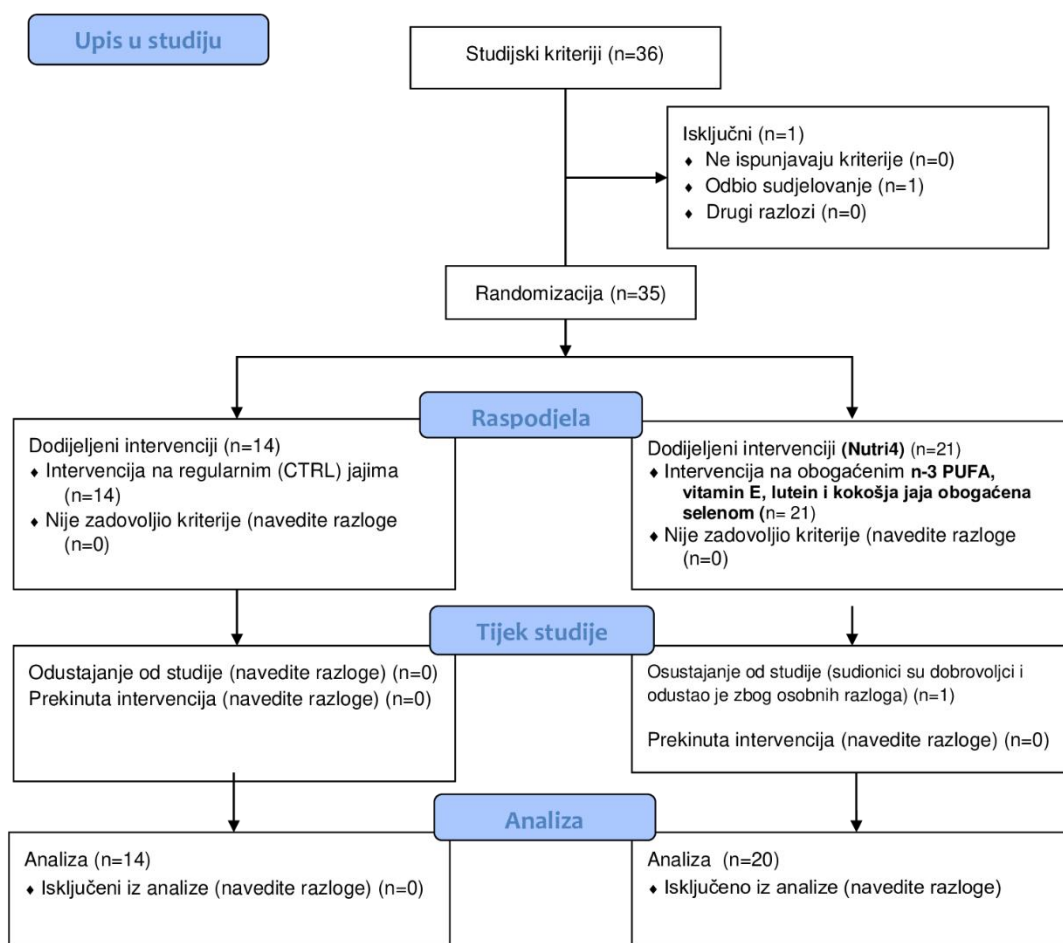 Upis u studiju
Studijski kriteriji (n=36)
Isključni (n=1)
♦ Ne ispunjavaju kriterije (n=0)
♦ Odbio sudjelovanje (n=1)
♦ Drugi razlozi (n=0)
Randomizacija (n=35)
Raspodjela
Dodijeljeni intervenciji (n=14)
♦ Intervencija na regularnim (CTRL) jajima
(n=14)
♦ Nije zadovoljio kriterije (navedite razloge
(n=0)
Dodijeljeni intervenciji (Nutri4) (n=21)
♦ Intervencija na obogaćenim n-3 PUFA,
vitamin E, lutein i kokošja jaja obogaćena
selenom (n= 21)
♦ Nije zadovoljio kriterije (navedite razloge
(n=0)
Tijek studije
Odustajanje od studije (navedite razloge) (n=0)
Prekinuta intervencija (navedite razloge) (n=0)
Osustajanje od studije (sudionici su dobrovoljci i
odustao je zbog osobnih razloga) (n=1)
Prekinuta intervencija (navedite razloge) (n=0)
Analiza
Analiza (n=14)
♦ Isključeni iz analize (navedite razloge) (n=0)
Analiza (n=20)
♦ Isključeno iz analize (navedite razloge)